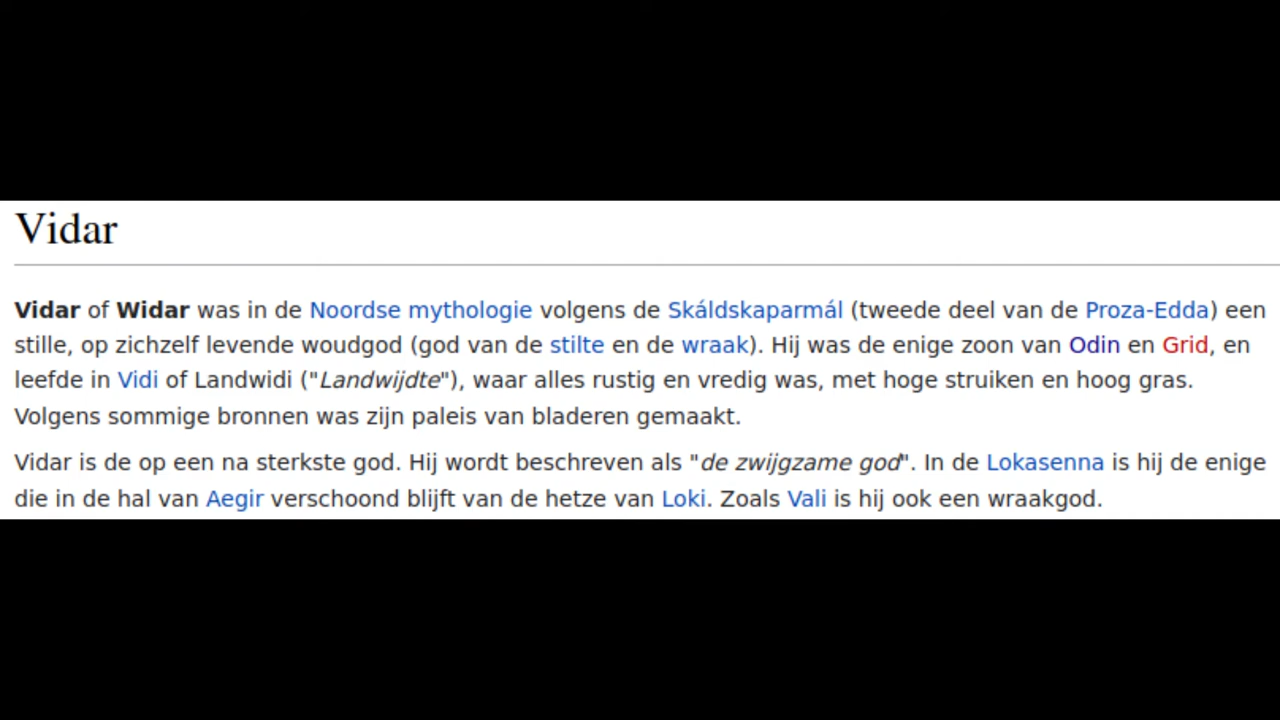 Vidar
Vidar of Widar was in de Noordse mythologie volgens de Skáldskaparmál (tweede deel van de Proza-Edda) een
stille, op zichzelf levende woudgod (god van de stilte en de wraak). Hij was de enige zoon van Odin en Grid, en
leefde in Vidi of Landwidi ("Landwijdte"), waar alles rustig en vredig was, met hoge struiken en hoog gras.
Volgens sommige bronnen was zijn paleis van bladeren gemaakt.
Vidar is de op een na sterkste god. Hij wordt beschreven als "de zwijgzame god". In de Lokasenna is hij de enige
die in de hal van Aegir verschoond blijft van de hetze van Loki. Zoals Vali is hij ook een wraakgod.